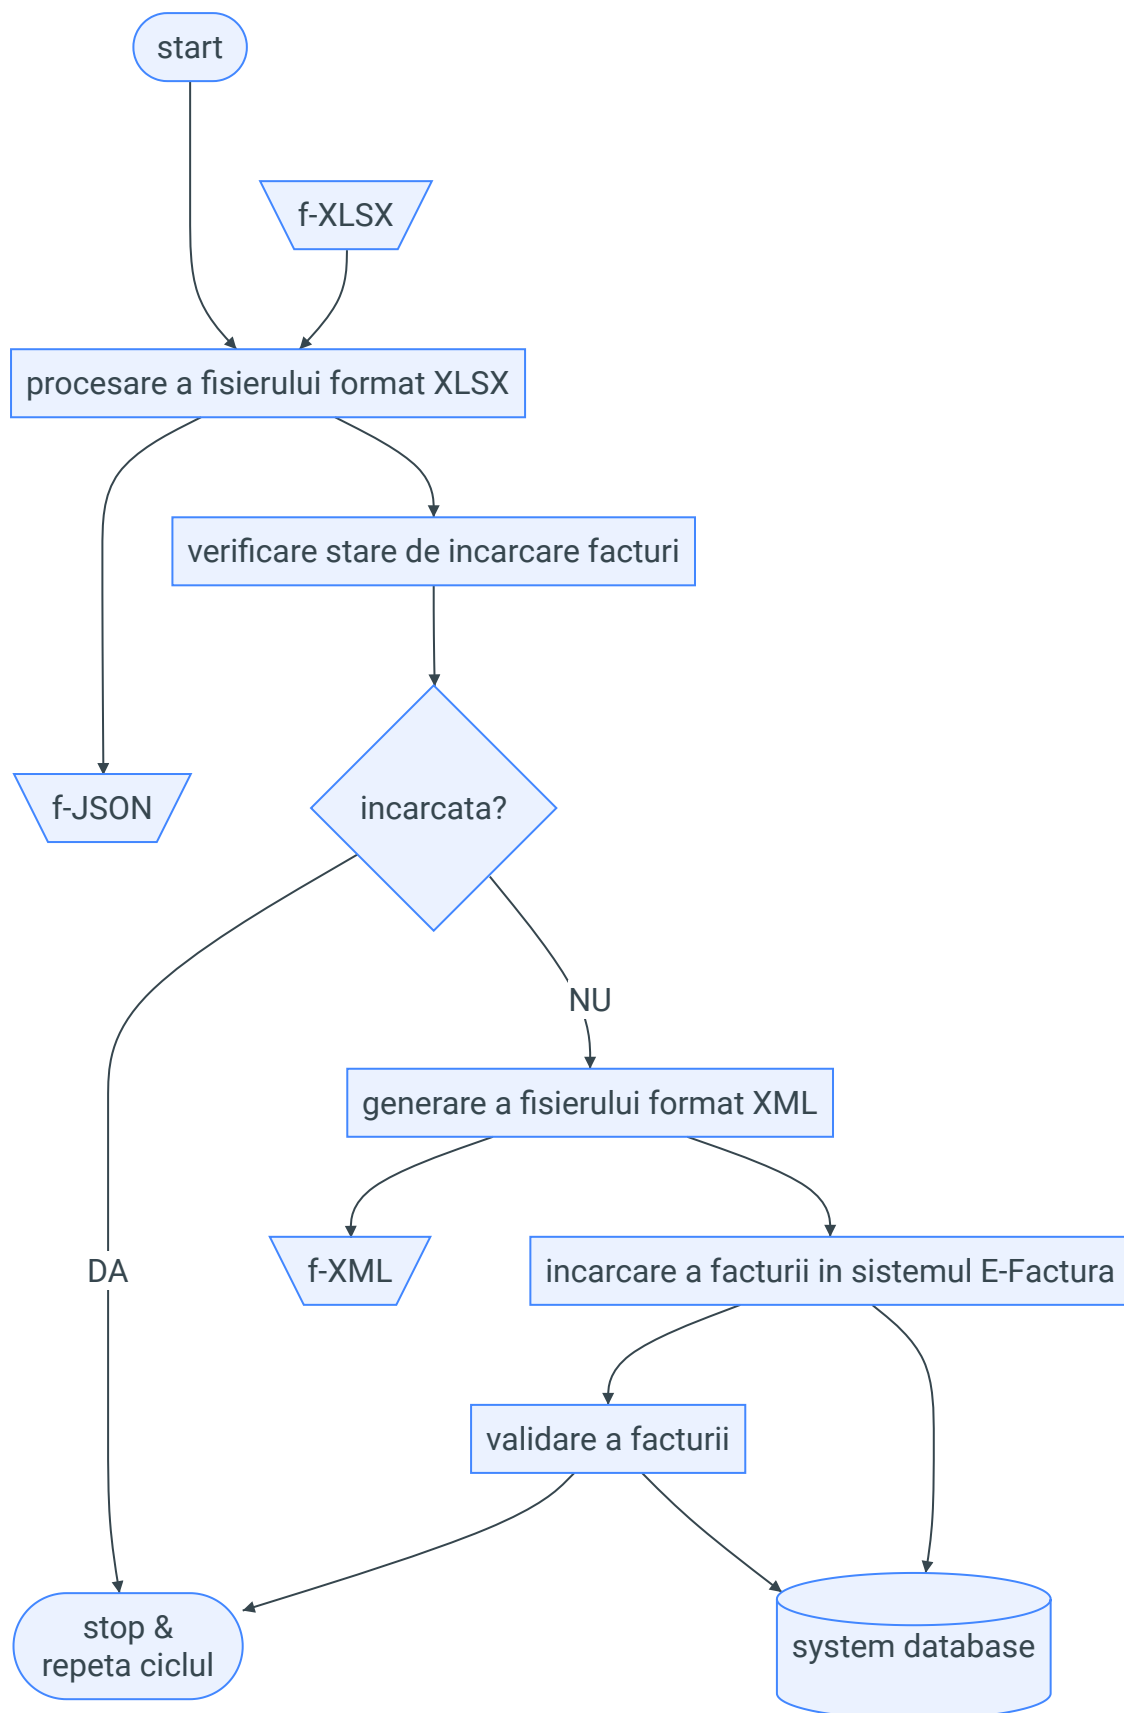 start
f-XLSX
procesare a fisierului format XLSX
verificare stare de incarcare facturi
f-JSON
incarcata?
NU
generare a fisierului format XML
DA
f-XML
incarcare a facturii in sistemul E-Factura
validare a facturii
stop &
repeta ciclul
system database